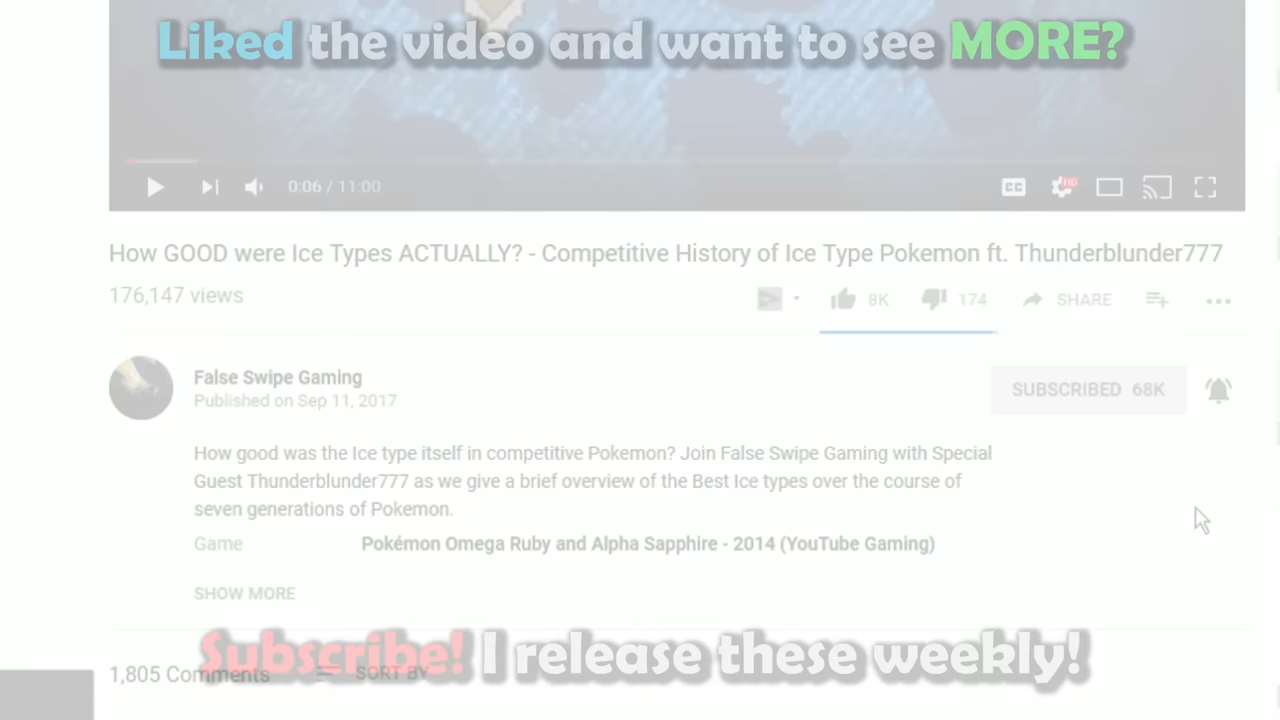 Liked the video and want to see MORE?
0:06 / 11:00
CC
HD
How GOOD were Ice Types ACTUALLY? - Competitive History of Ice Type Pokemon ft. Thunderblunder777
176,147 views
8K
174
SHARE
False Swipe Gaming
Published on Sep 11, 2017
SUBSCRIBED 68K
How good was the Ice type itself in competitive Pokemon? Join False Swipe Gaming with Special
Guest Thunderblunder777 as we give a brief overview of the Best Ice types over the course of
seven generations of Pokemon.
Game
Pokémon Omega Ruby and Alpha Sapphire - 2014 (YouTube Gaming)
SHOW MORE
Subscribe! I release these weekly!
1,805 Comments
SORT BY